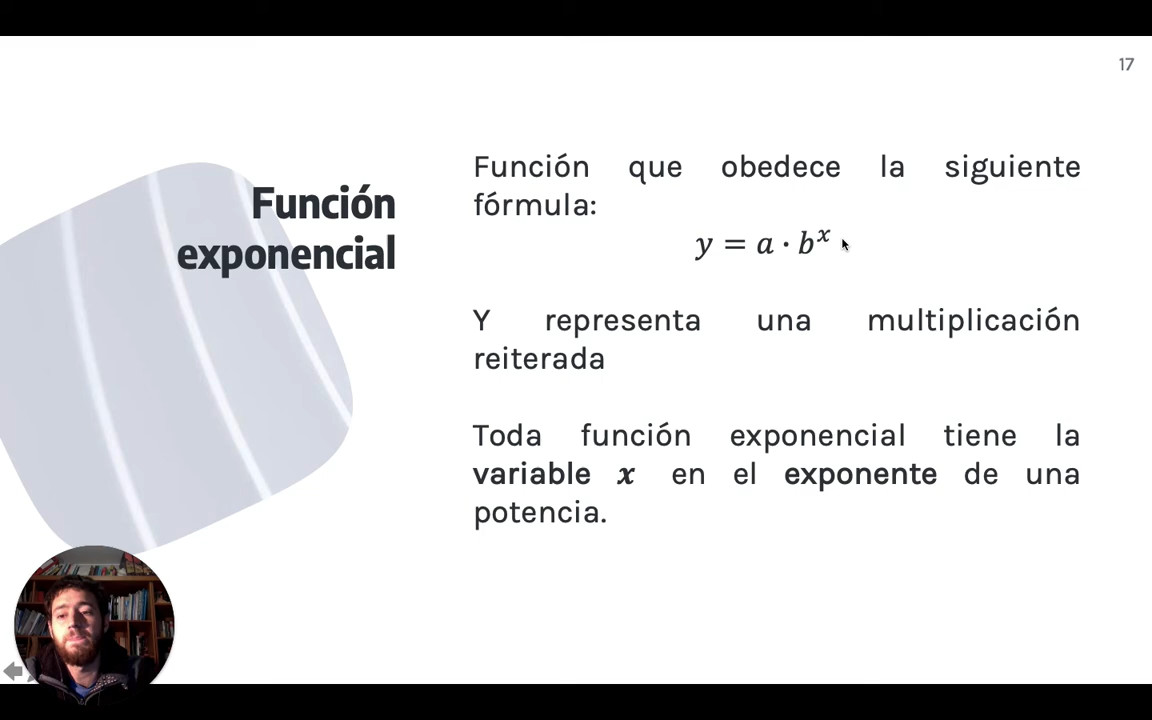 17
Función
exponencial
Función que obedece la siguiente
fórmula:
y = a · b^x
Y representa una multiplicación
reiterada
Toda función exponencial tiene la
variable x en el exponente de una
potencia.